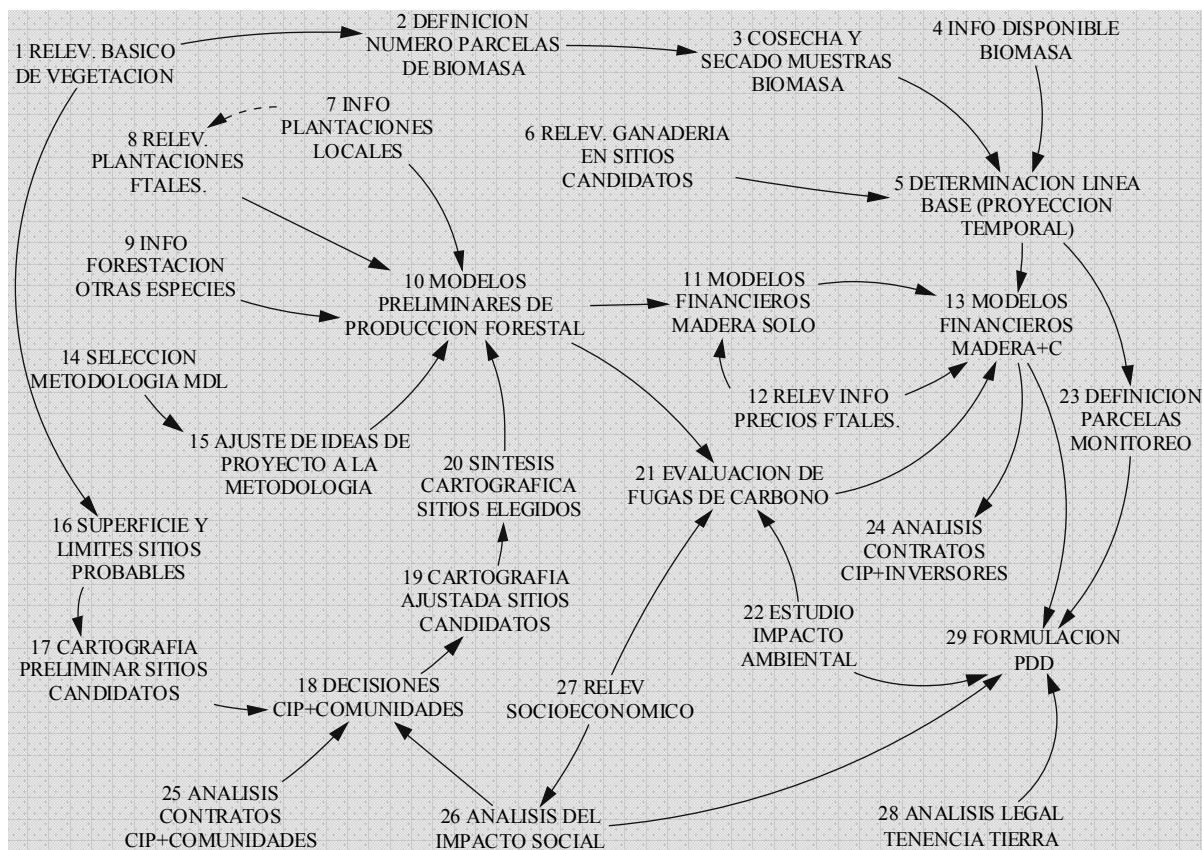 1 RELEV. BASICO
DE VEGETACION
2 DEFINICION
NUMERO PARCELAS
DE BIOMASA
3 COSECHA Y
SECADO MUESTRAS
BIOMASA
4 INFO DISPONIBLE
BIOMASA
7 INFO
PLANTACIONES
LOCALES
8 RELEV.
PLANTACIONES
FTALES.
6 RELEV. GANADERIA
EN SITIOS
CANDIDATOS
5 DETERMINACION LINEA
BASE (PROYECCION
TEMPORAL)
9 INFO
FORESTACION
OTRAS ESPECIES
10 MODELOS
PRELIMINARES DE
PRODUCCION FORESTAL
11 MODELOS
FINANCIEROS
MADERA SOLO
13 MODELOS
FINANCIEROS
MADERA+C
14 SELECCION
METODOLOGIA MDL
12 RELEV INFO
PRECIOS FTALES.
23 DEFINICION
PARCELAS
MONITOREO
15 AJUSTE DE IDEAS DE
PROYECTO A LA
METODOLOGIA
20 SINTESIS
CARTOGRAFICA
SITIOS ELEGIDOS
21 EVALUACION DE
FUGAS DE CARBONO
16 SUPERFICIE Y
LIMITES SITIOS
PROBABLES
24 ANALISIS
CONTRATOS
CIP+INVERSORES
19 CARTOGRAFIA
AJUSTADA SITIOS
CANDIDATOS
22 ESTUDIO
IMPACTO
AMBIENTAL
29 FORMULACION
PDD
17 CARTOGRAFIA
PRELIMINAR SITIOS
CANDIDATOS
18 DECISIONES
CIP+COMUNIDADES
27 RELEV
SOCIOECONOMICO
25 ANALISIS
CONTRATOS
CIP+COMUNIDADES
26 ANALISIS DEL
IMPACTO SOCIAL
28 ANALISIS LEGAL
TENENCIA TIERRA